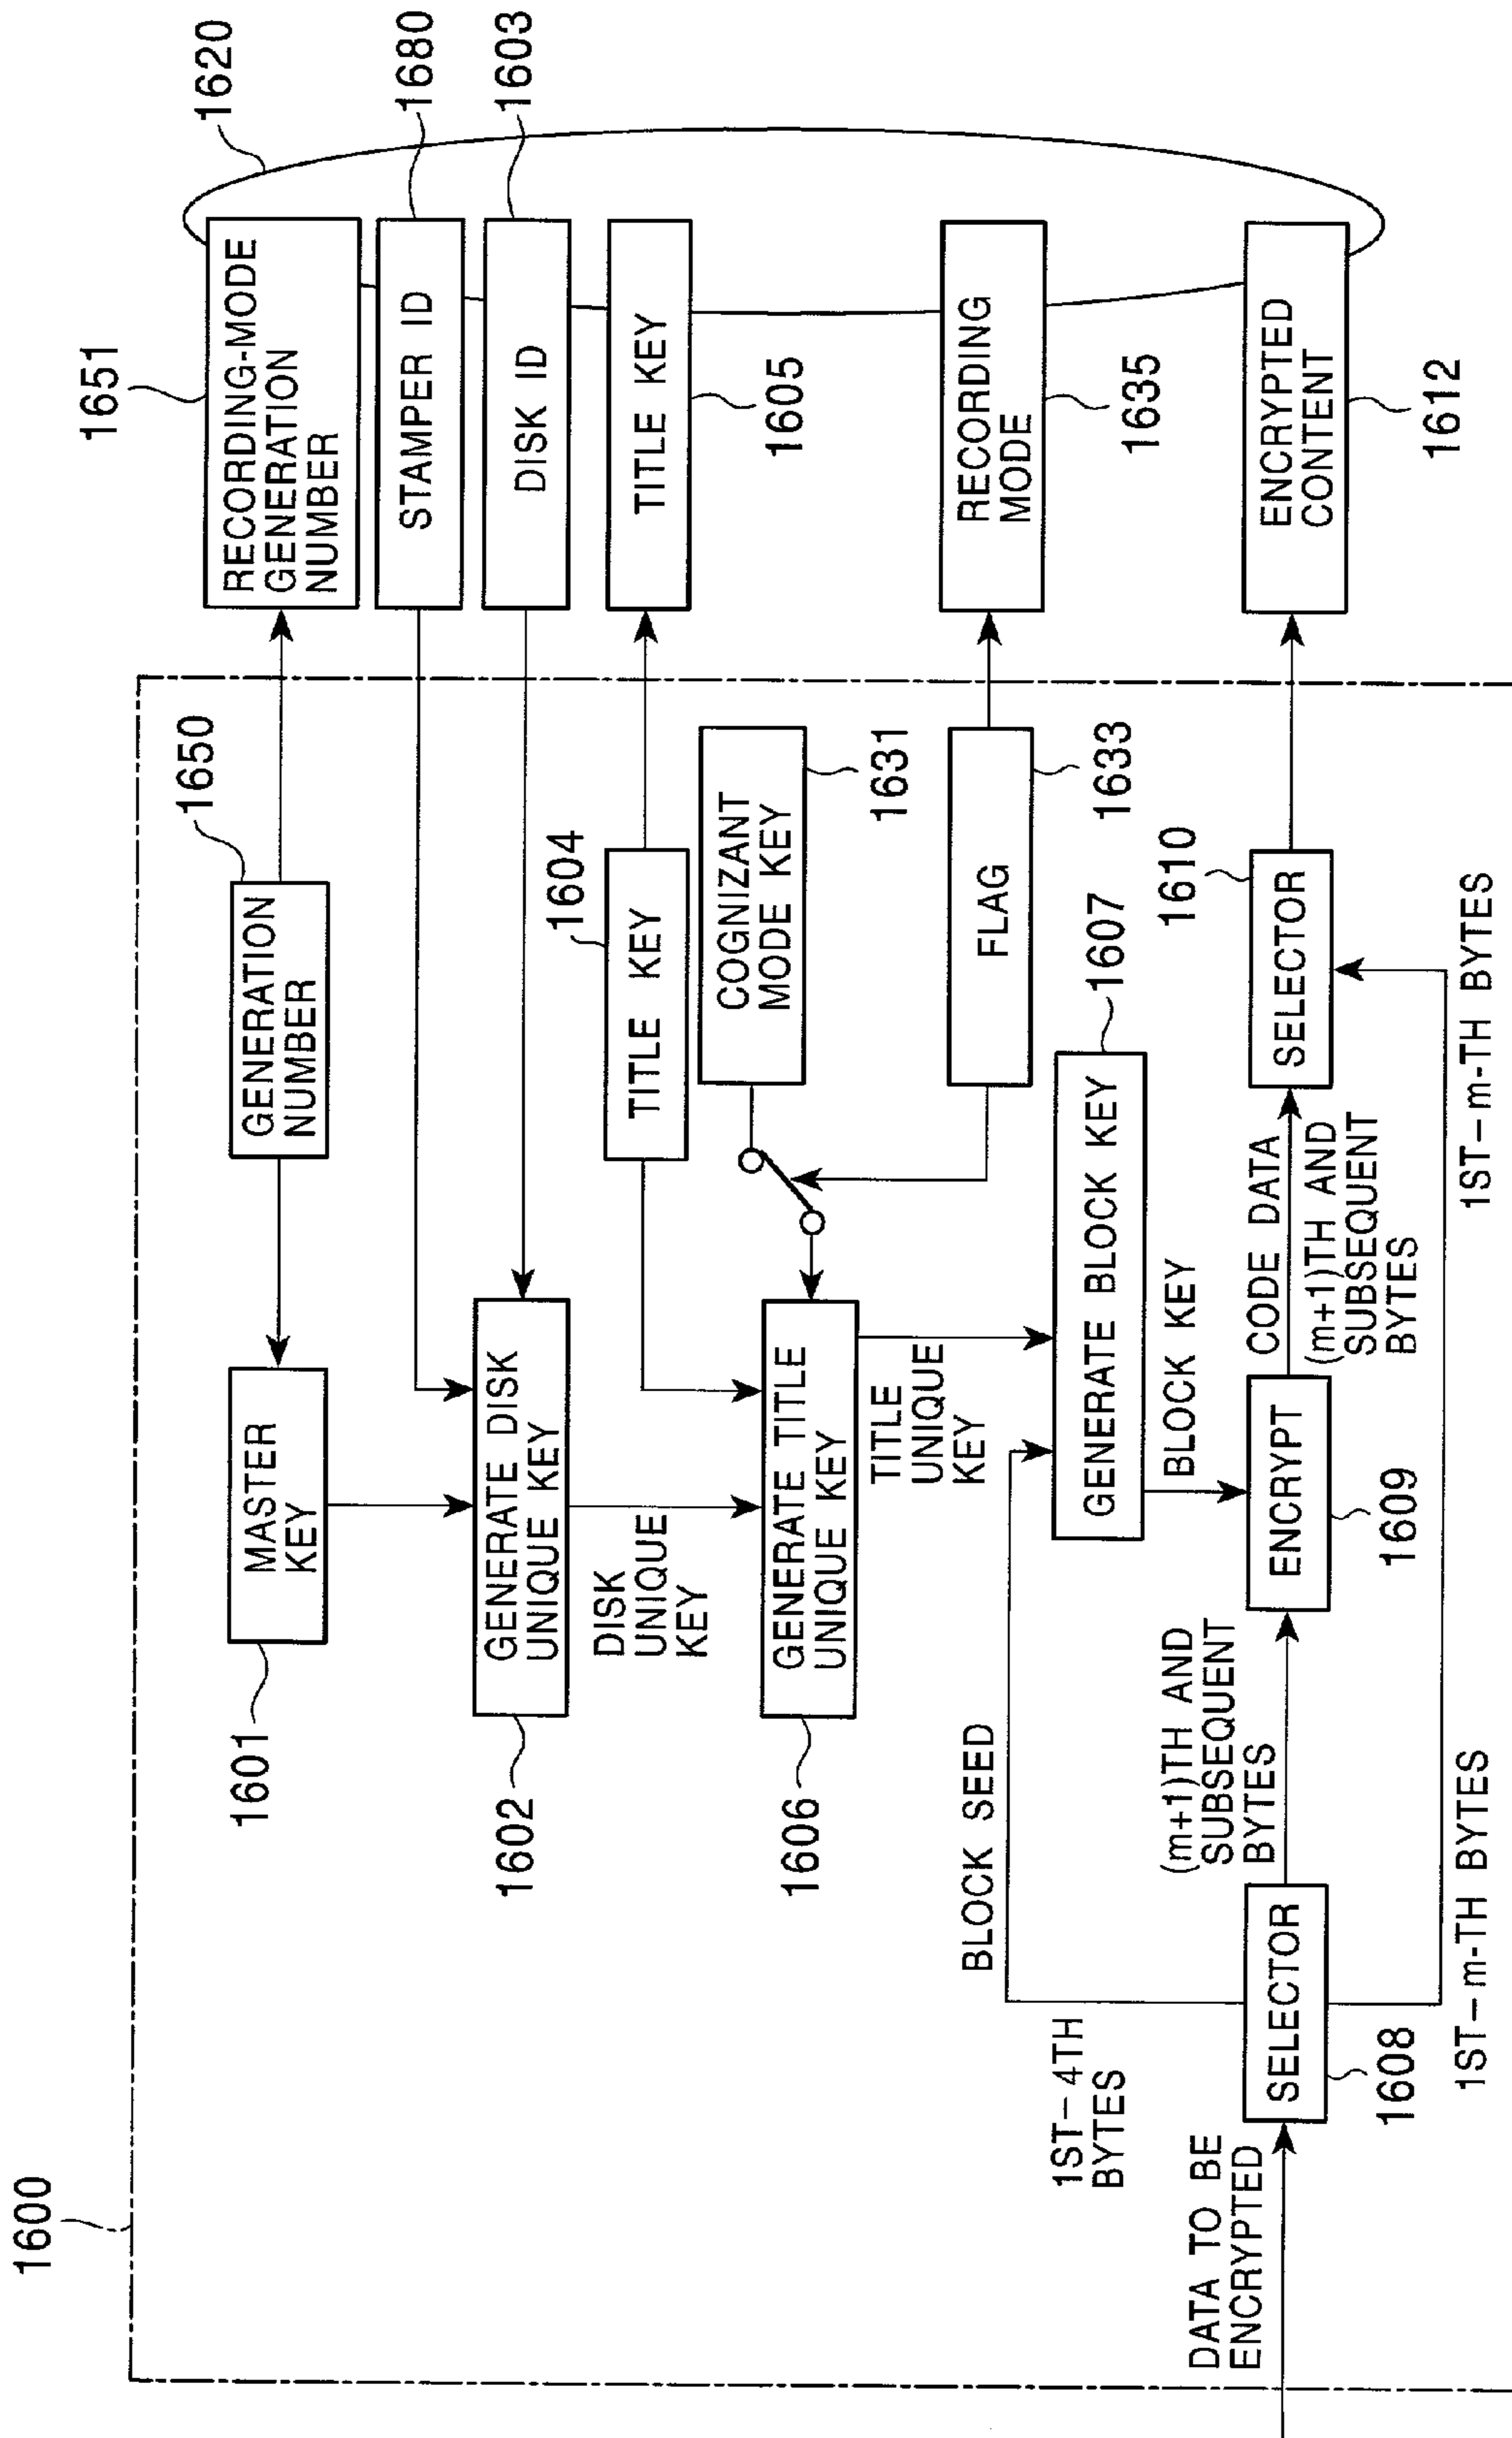 1600
1601
MASTER
KEY
GENERATION
NUMBER
1650
1651
RECORDING-MODE
GENERATION
NUMBER
1620
STAMPER ID
1680
DISK ID
1603
1602
GENERATE DISK
UNIQUE KEY
DISK
UNIQUE
KEY
1604
TITLE KEY
TITLE KEY
1605
COGNIZANT
MODE KEY
1631
1606
GENERATE TITLE
UNIQUE KEY
TITLE
UNIQUE
KEY
FLAG
1633
RECORDING
MODE
1635
BLOCK SEED
1ST–4TH
BYTES
GENERATE BLOCK KEY
1607
BLOCK KEY
DATA TO BE
ENCRYPTED
SELECTOR
1608
(m+1)TH AND
SUBSEQUENT
BYTES
ENCRYPT
1609
CODE DATA
(m+1)TH AND
SUBSEQUENT
BYTES
SELECTOR
1610
ENCRYPTED
CONTENT
1612
1ST–m-TH BYTES
1ST–m-TH BYTES